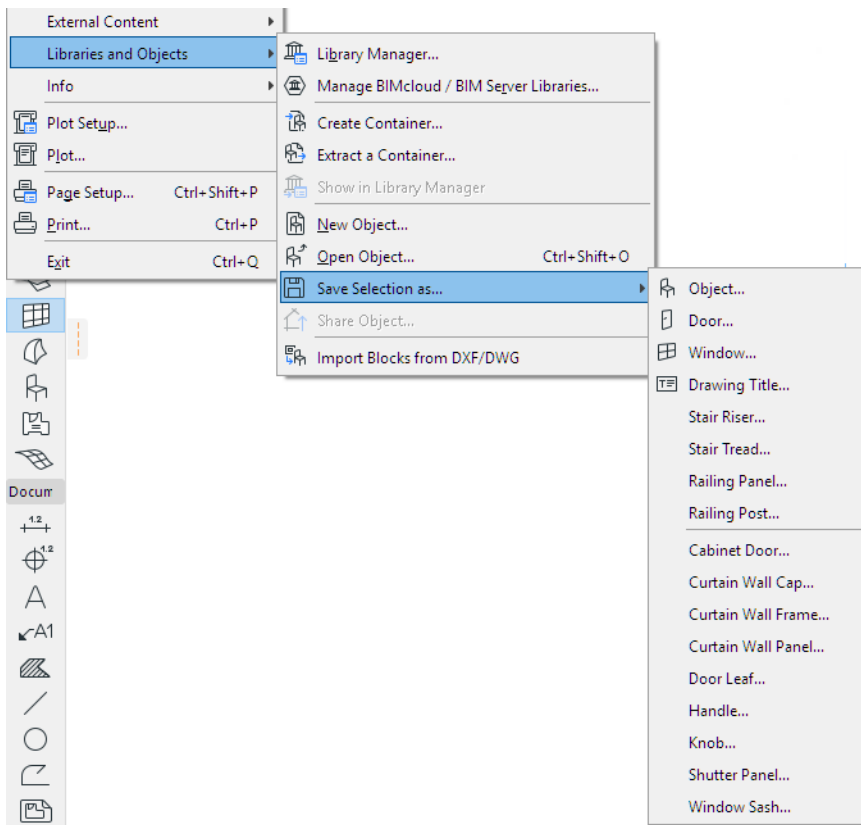 External Content
Libraries and Objects
Info
Plot Setup...
Plot...
Page Setup... Ctrl+Shift+P
Print... Ctrl+P
Exit Ctrl+Q
Library Manager...
Manage BIMcloud / BIM Server Libraries...
Create Container...
Extract a Container...
Show in Library Manager
New Object...
Open Object... Ctrl+Shift+O
Save Selection as...
Share Object...
Import Blocks from DXF/DWG
Object...
Door...
Window...
Drawing Title...
Stair Riser...
Stair Tread...
Railing Panel...
Railing Post...
Cabinet Door...
Curtain Wall Cap...
Curtain Wall Frame...
Curtain Wall Panel...
Door Leaf...
Handle...
Knob...
Shutter Panel...
Window Sash...
Docum
1.2
1.2
A
A1